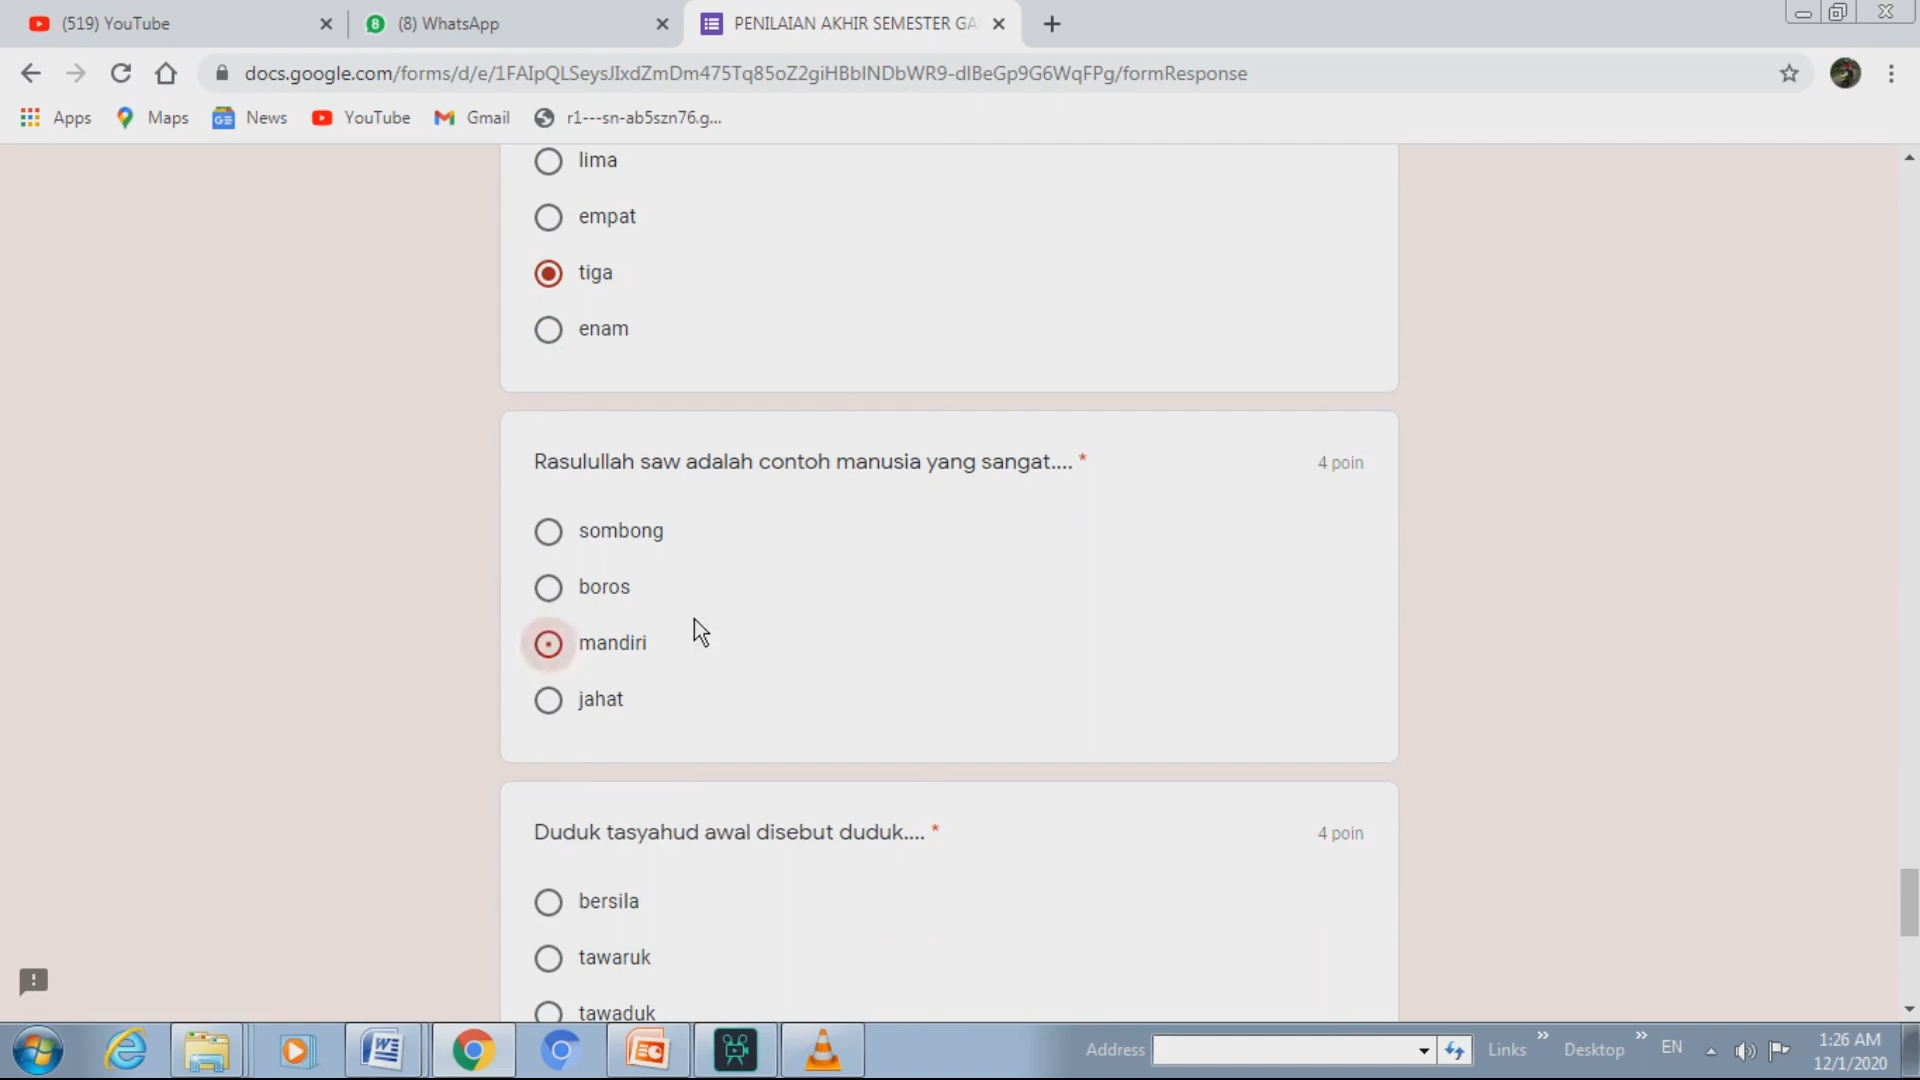 (519) YouTube
8 (8) WhatsApp
PENILAIAN AKHIR SEMESTER GA
docs.google.com/forms/d/e/1FAIpQLSeysJIxdZmDm475Tq85oZ2giHBbINDbWR9-dIBeGp9G6WqFPg/formResponse
Apps Maps News YouTube Gmail r1---sn-ab5szn76.g...
lima
empat
tiga
enam
Rasulullah saw adalah contoh manusia yang sangat.... * 4 poin
sombong
boros
mandiri
jahat
Duduk tasyahud awal disebut duduk.... * 4 poin
bersila
tawaruk
tawaduk
Address Links » Desktop » EN 1:26 AM
12/1/2020